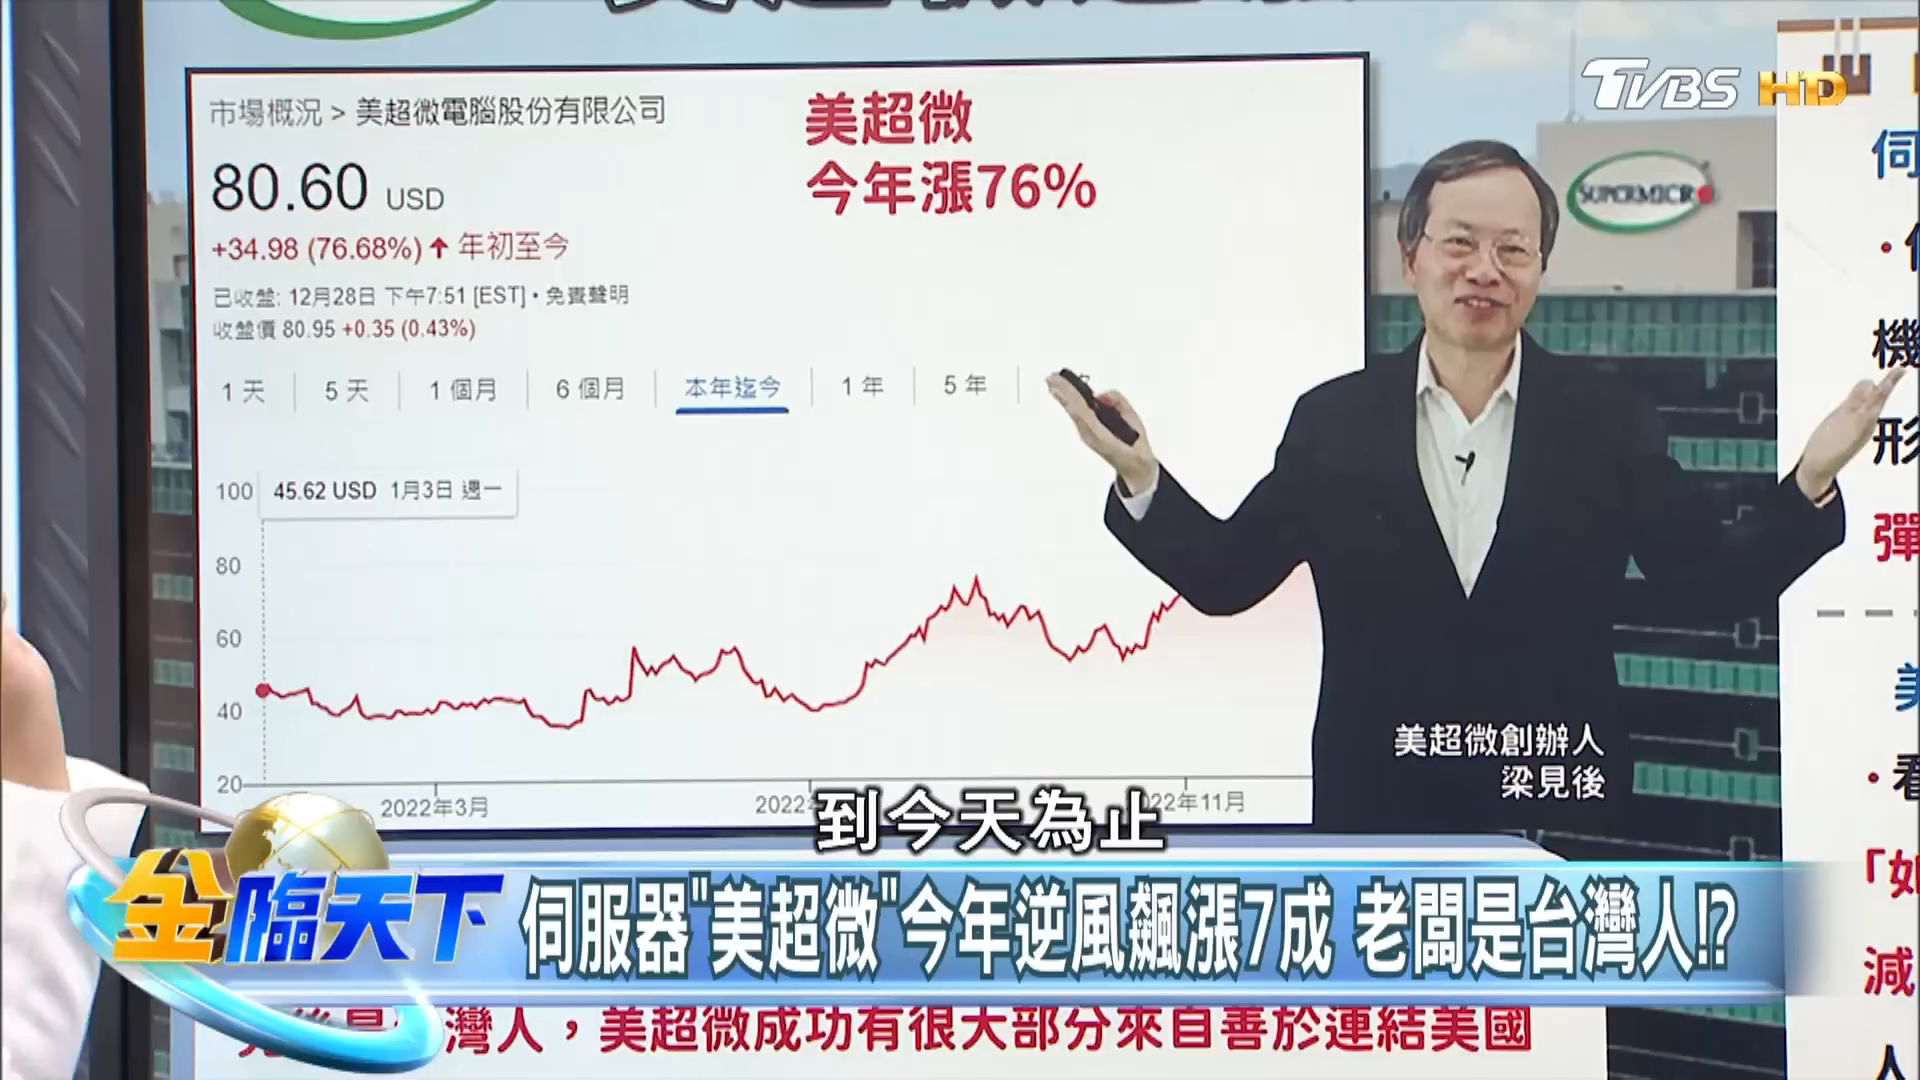 TVBS HD
市場概況 > 美超微電腦股份有限公司
美超微
今年漲76%
80.60 USD
+34.98 (76.68%) ↑ 年初至今
已收盤: 12月28日 下午7:51 [EST] • 免責聲明
收盤價 80.95 +0.35 (0.43%)
1 天 5 天 1 個月 6 個月 本年迄今 1 年 5 年
45.62 USD 1月3日 週一
100
80
60
40
20
2022年3月
2022
22年11月
SUPERMICR
美超微創辦人
梁見後
伺
機
形
彈
「如
減
人
到今天為止
金臨天下
伺服器"美超微"今年逆風飆漲7成 老闆是台灣人!?
灣人，美超微成功有很大部分來自善於連結美國